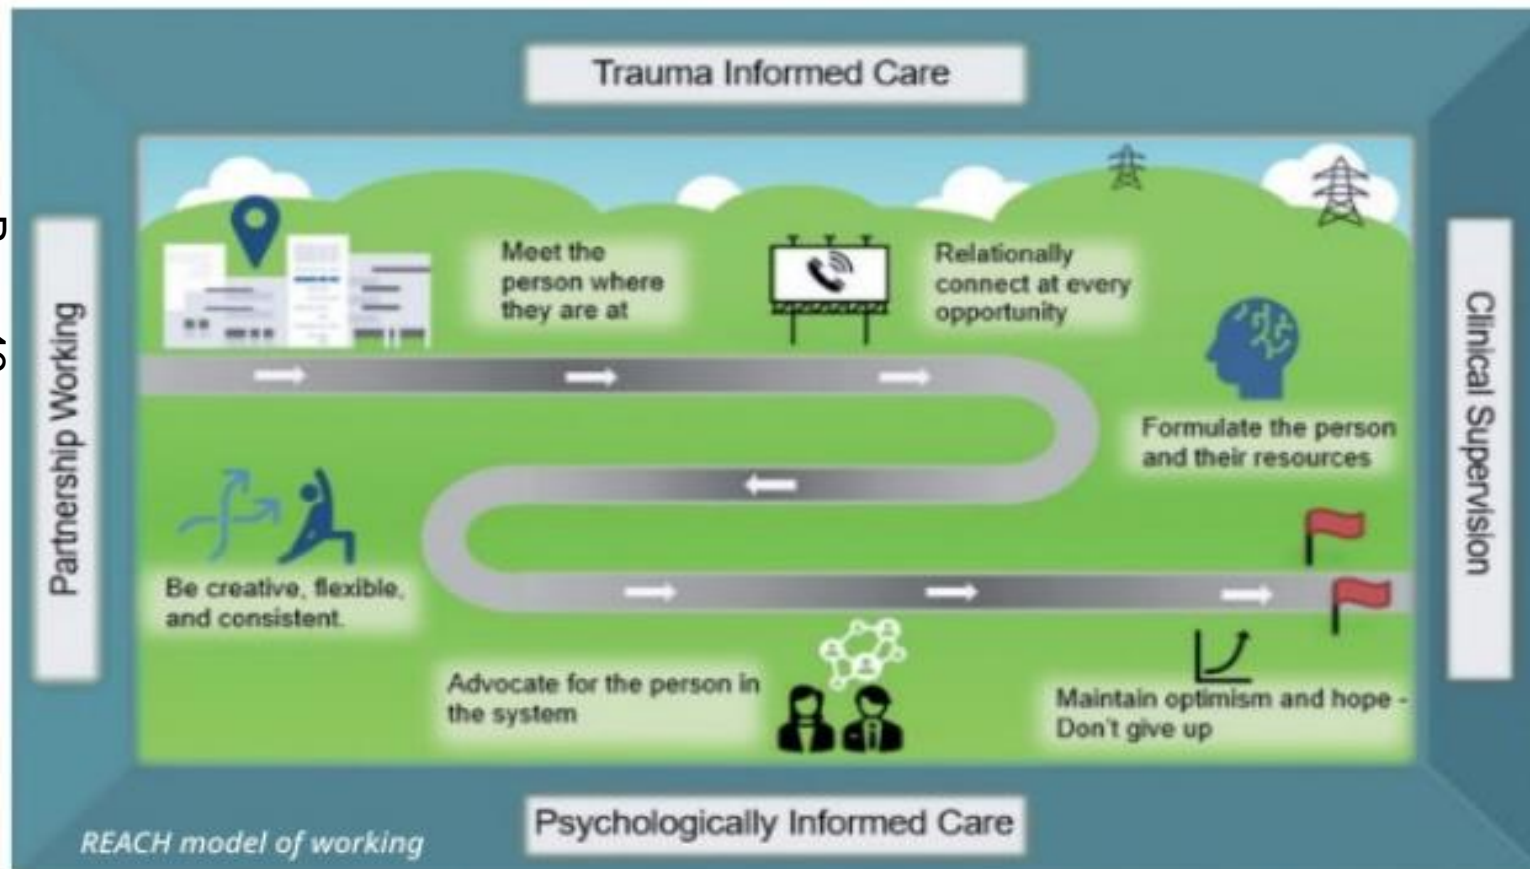 Trauma Informed Care
Partnership Working
Clinical Supervision
Meet the
person where
they are at
Relationally
connect at every
opportunity
Formulate the person
and their resources
Be creative, flexible,
and consistent.
Advocate for the person in
the system
Maintain optimism and hope -
Don't give up
Psychologically Informed Care
REACH model of working